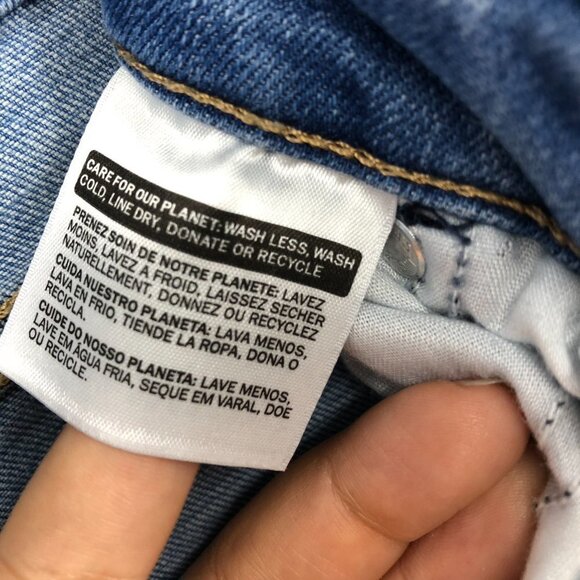 CARE FOR OUR PLANET: WASH LESS, WASH
COLD, LINE DRY, DONATE OR RECYCLE
PRENEZ SOIN DE NOTRE PLANETE: LAVEZ
MOINS, LAVEZ À FROID, LAISSEZ SECHER
NATURELLEMENT, DONNEZ OU RECYCLEZ
CUIDA NUESTRO PLANETA: LAVA MENOS,
LAVA EN FRIO, TIENDE LA ROPA, DONA O
RECICLA.
CUIDE DO NOSSO PLANETA: LAVE MENOS,
LAVE EM ÁGUA FRIA, SEQUE EM VARAL, DOE
OU RECICLE.